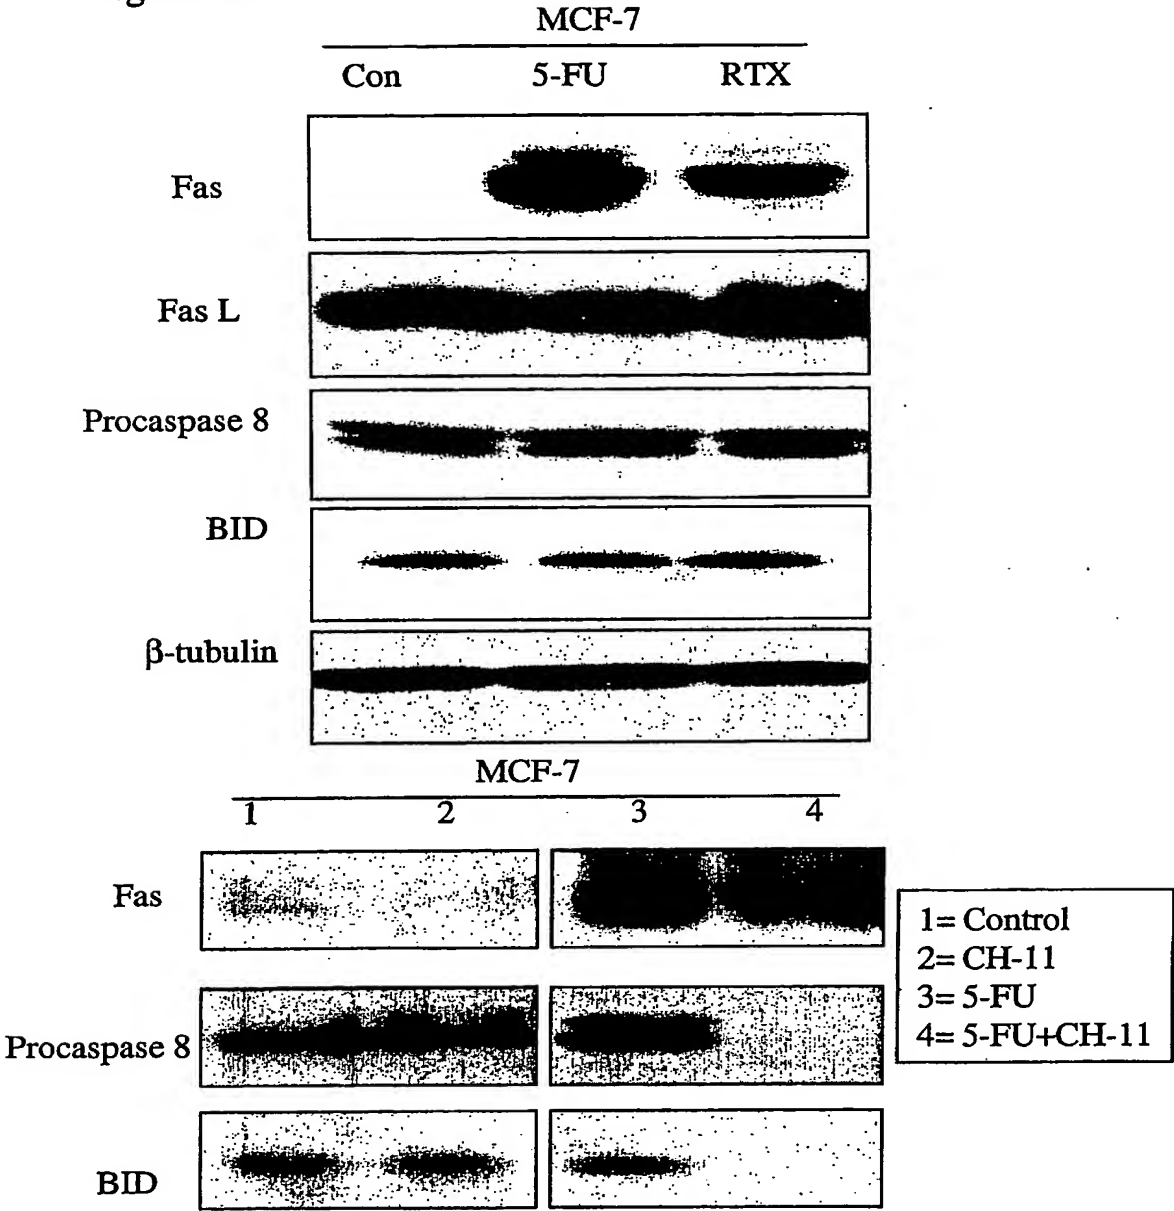 MCF-7
Con 5-FU RTX
Fas
Fas L
Procaspase 8
BID
β-tubulin
MCF-7
1 2 3 4
Fas
Procaspase 8
BID
1= Control
2= CH-11
3= 5-FU
4= 5-FU+CH-11